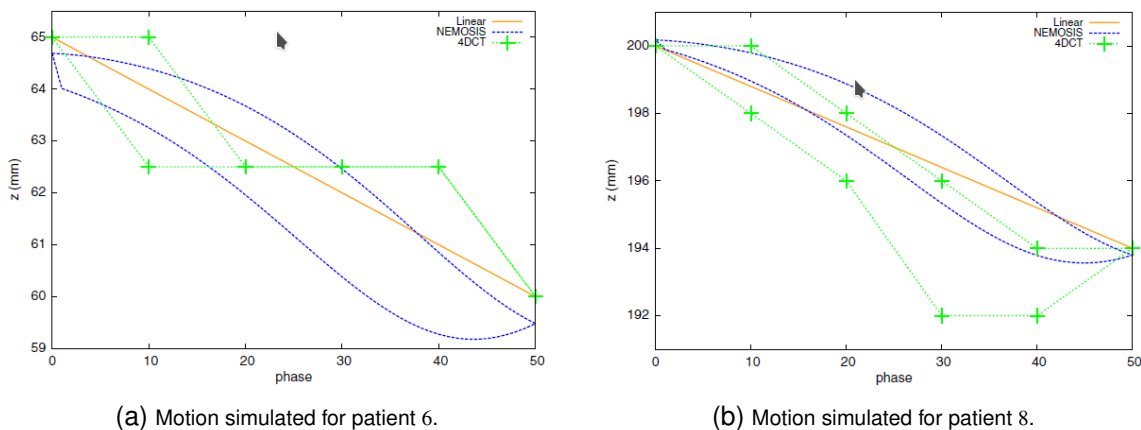 Linear
NEMOSIS
4DCT
65
64
63
62
61
60
59
z (mm)
0 10 20 30 40 50
phase
(a) Motion simulated for patient 6.
Linear
NEMOSIS
4DCT
200
198
196
194
192
z (mm)
0 10 20 30 40 50
phase
(b) Motion simulated for patient 8.